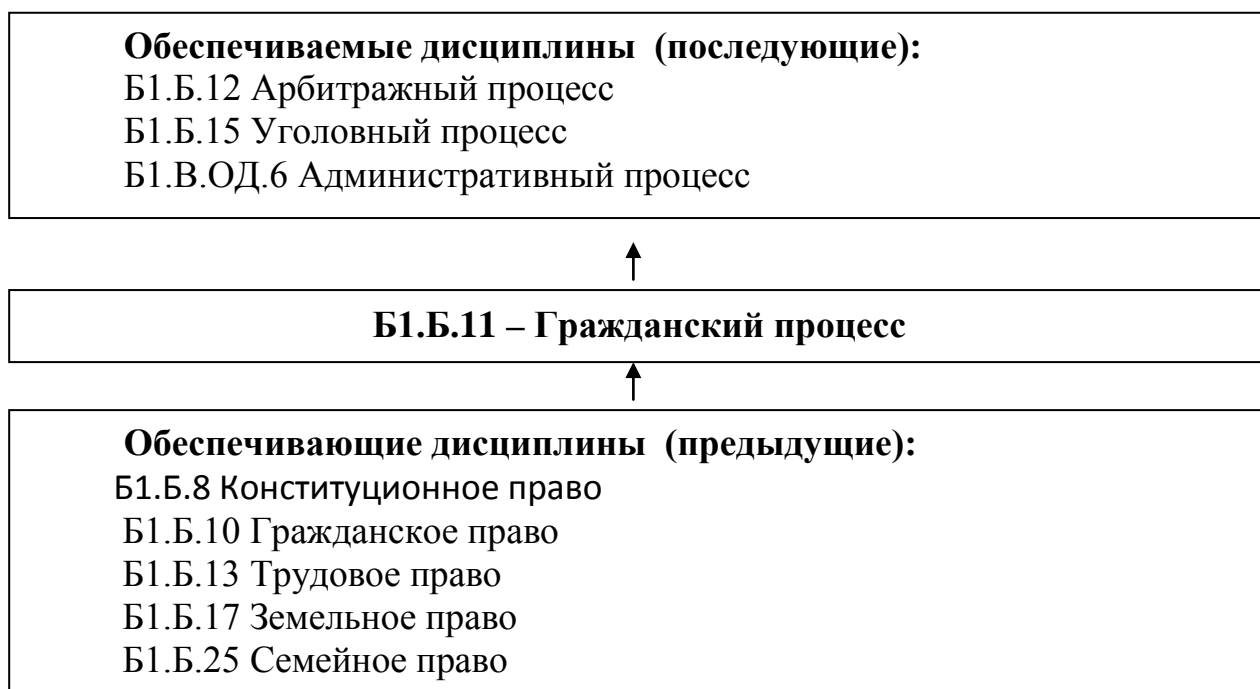 Обеспечиваемые дисциплины (последующие):
Б1.Б.12 Арбитражный процесс
Б1.Б.15 Уголовный процесс
Б1.В.ОД.6 Административный процесс
Б1.Б.11 – Гражданский процесс
Обеспечивающие дисциплины (предыдущие):
Б1.Б.8 Конституционное право
Б1.Б.10 Гражданское право
Б1.Б.13 Трудовое право
Б1.Б.17 Земельное право
Б1.Б.25 Семейное право